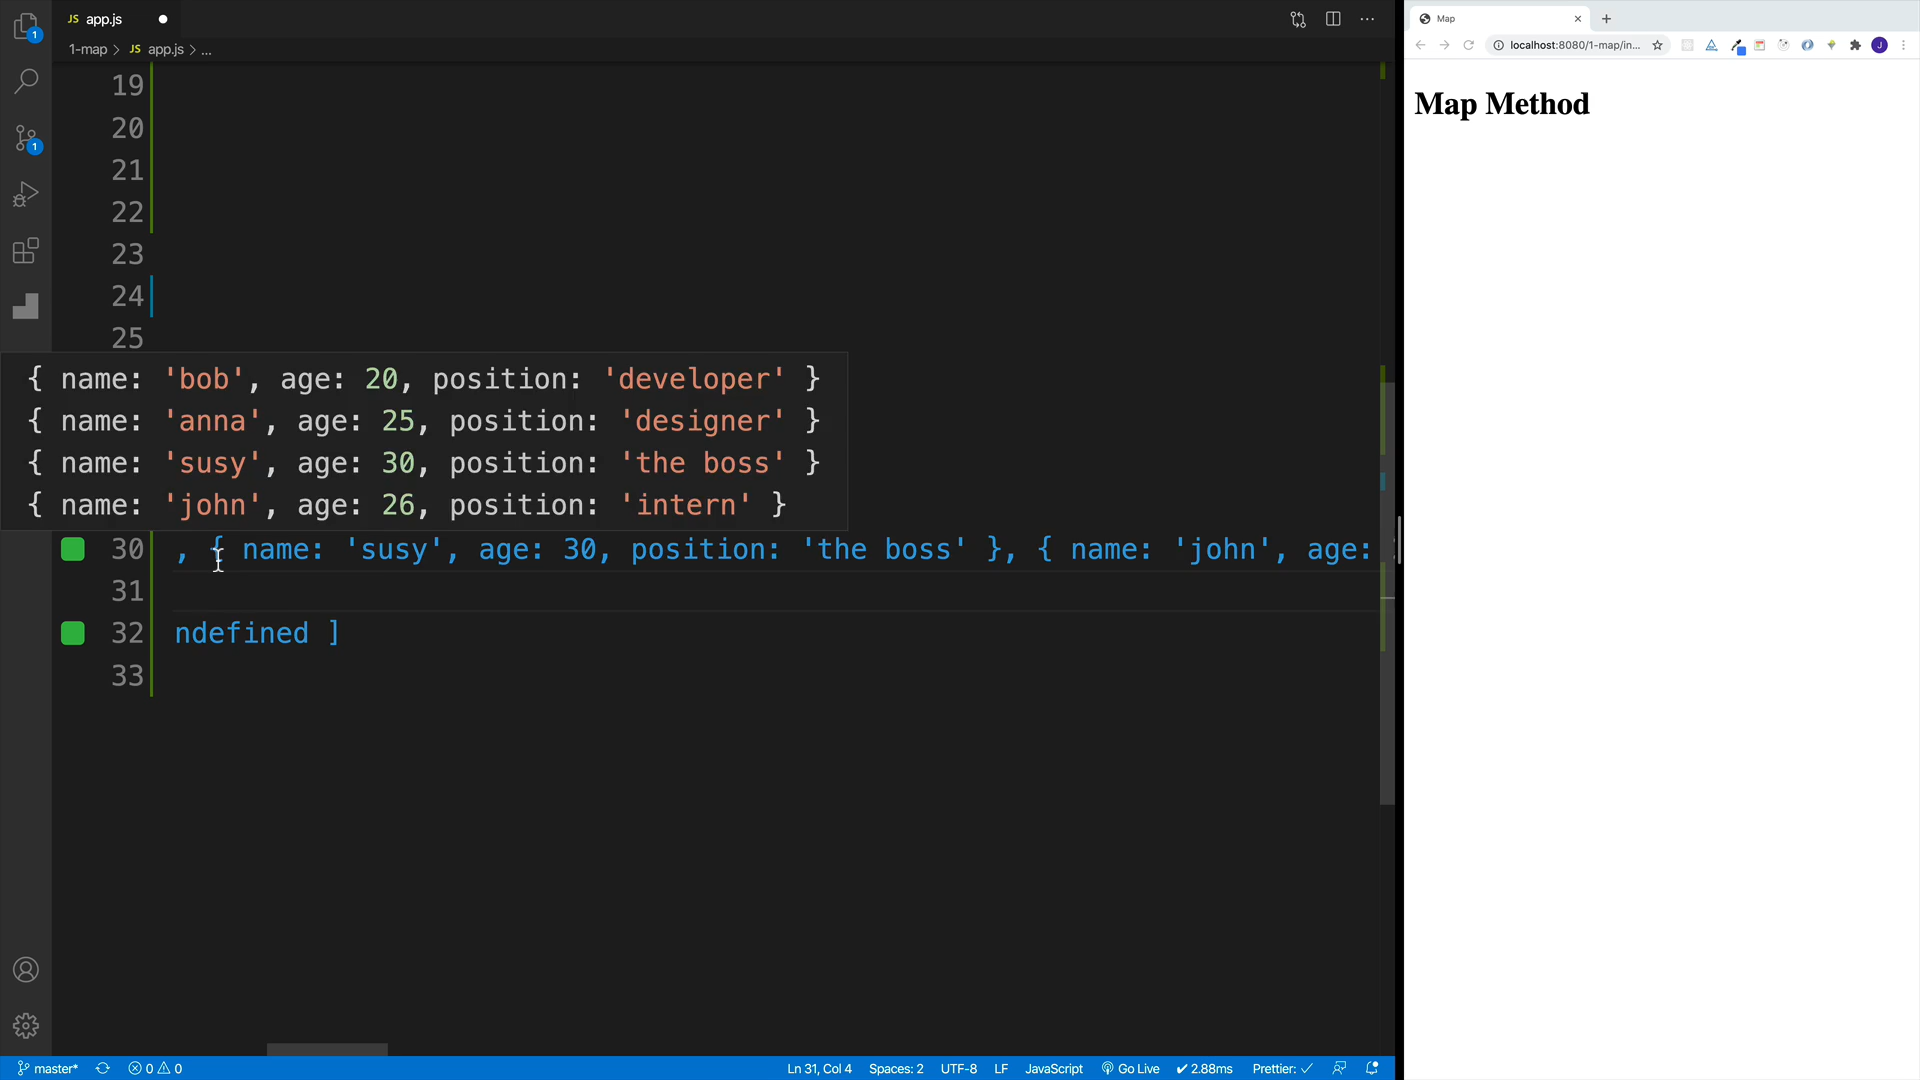 JS app.js
1-map > JS app.js > ...
19
20
21
22
23
24
25
{ name: 'bob', age: 20, position: 'developer' }
{ name: 'anna', age: 25, position: 'designer' }
{ name: 'susy', age: 30, position: 'the boss' }
{ name: 'john', age: 26, position: 'intern' }
30 , { name: 'susy', age: 30, position: 'the boss' }, { name: 'john', age:
31
32 ndefined ]
33
1
1
master* 0 0 Ln 31, Col 4 Spaces: 2 UTF-8 LF JavaScript Go Live ✓ 2.88ms Prettier: ✓
Map
localhost:8080/1-map/in...
J
Map Method